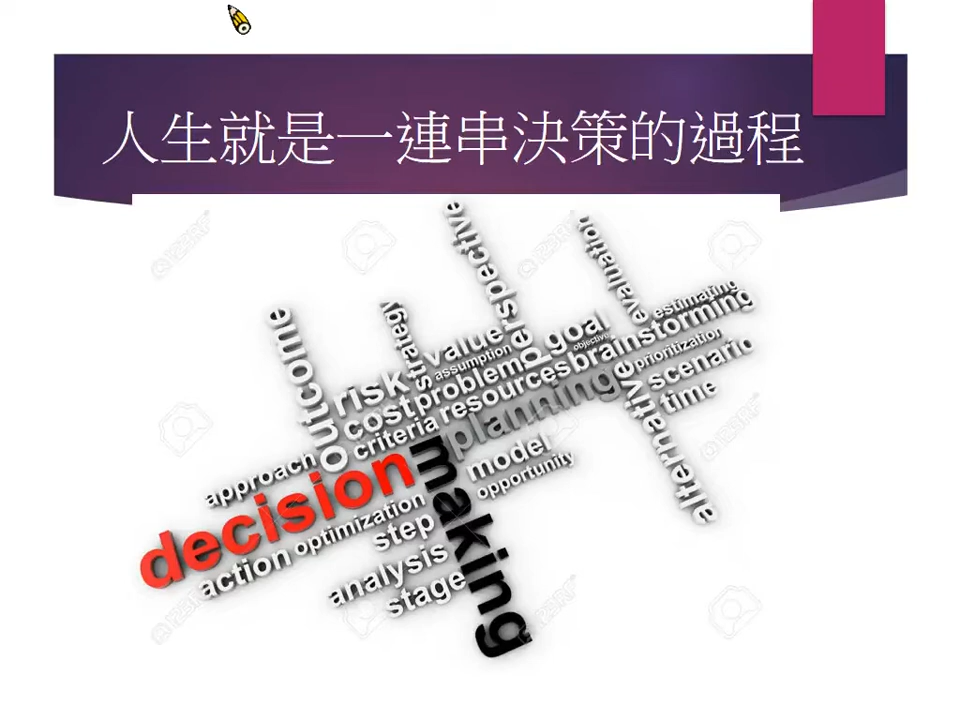 人生就是一連串決策的過程
perspective
evaluation
outcome
strategy
estimating
value
goal
brainstorming
assumption
objective
risk
problem
prioritization
cost
resources
scenario
criteria
planning
alternative
time
approach
making
model
decision
opportunity
optimization
step
action
analysis
stage